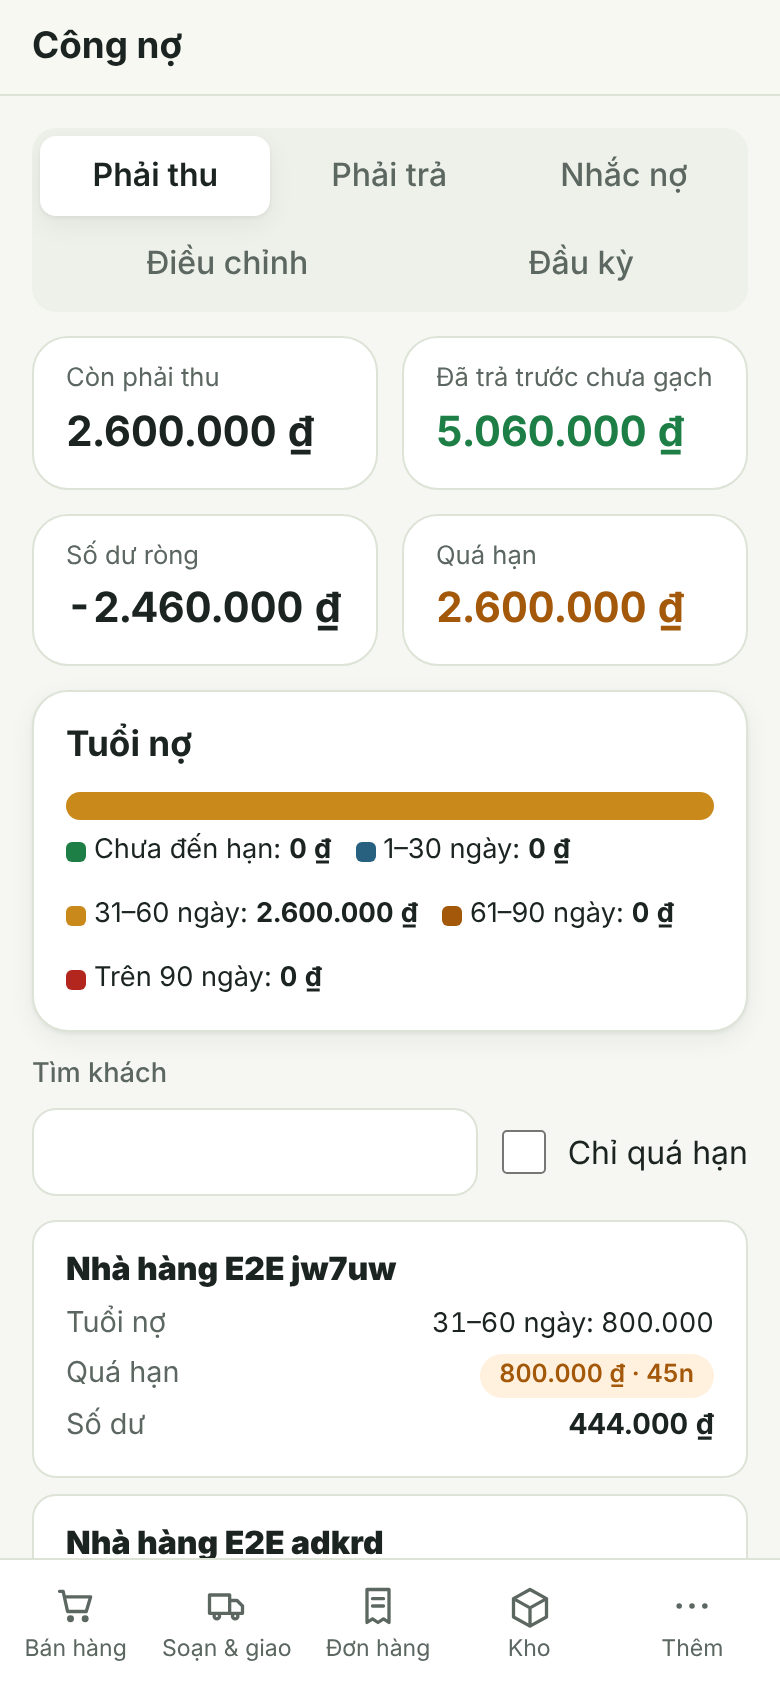 Công nợ
Phải thu
Phải trả
Nhắc nợ
Điều chỉnh
Đầu kỳ
Còn phải thu
2.600.000 ₫
Đã trả trước chưa gạch
5.060.000 ₫
Số dư ròng
-2.460.000 ₫
Quá hạn
2.600.000 ₫
Tuổi nợ
Chưa đến hạn: 0 ₫ 1–30 ngày: 0 ₫
31–60 ngày: 2.600.000 ₫ 61–90 ngày: 0 ₫
Trên 90 ngày: 0 ₫
Tìm khách
Chỉ quá hạn
Nhà hàng E2E jw7uw
Tuổi nợ 31–60 ngày: 800.000
Quá hạn 800.000 ₫ · 45n
Số dư 444.000 ₫
Nhà hàng E2E adkrd
Bán hàng
Soạn & giao
Đơn hàng
Kho
Thêm